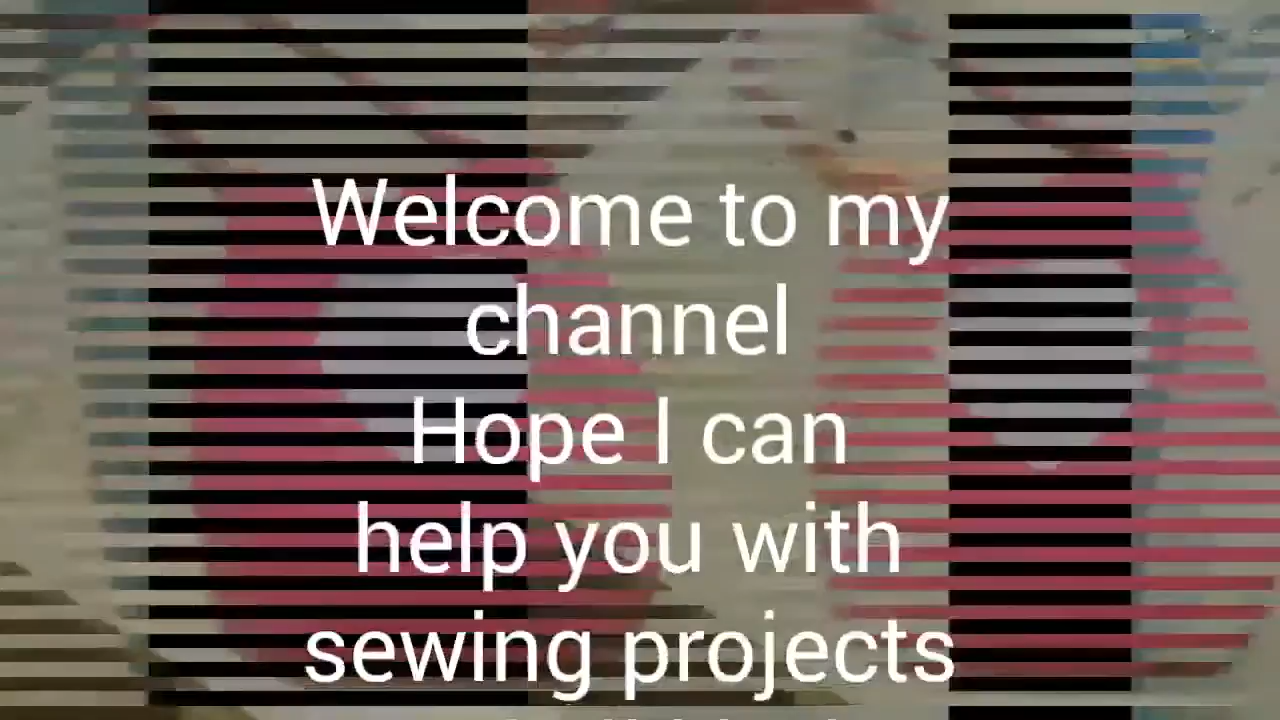 Welcome to my
channel
Hope I can
help you with
sewing projects